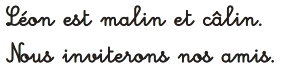 Léon est malin et câlin.
Nous inviterons nos amis.